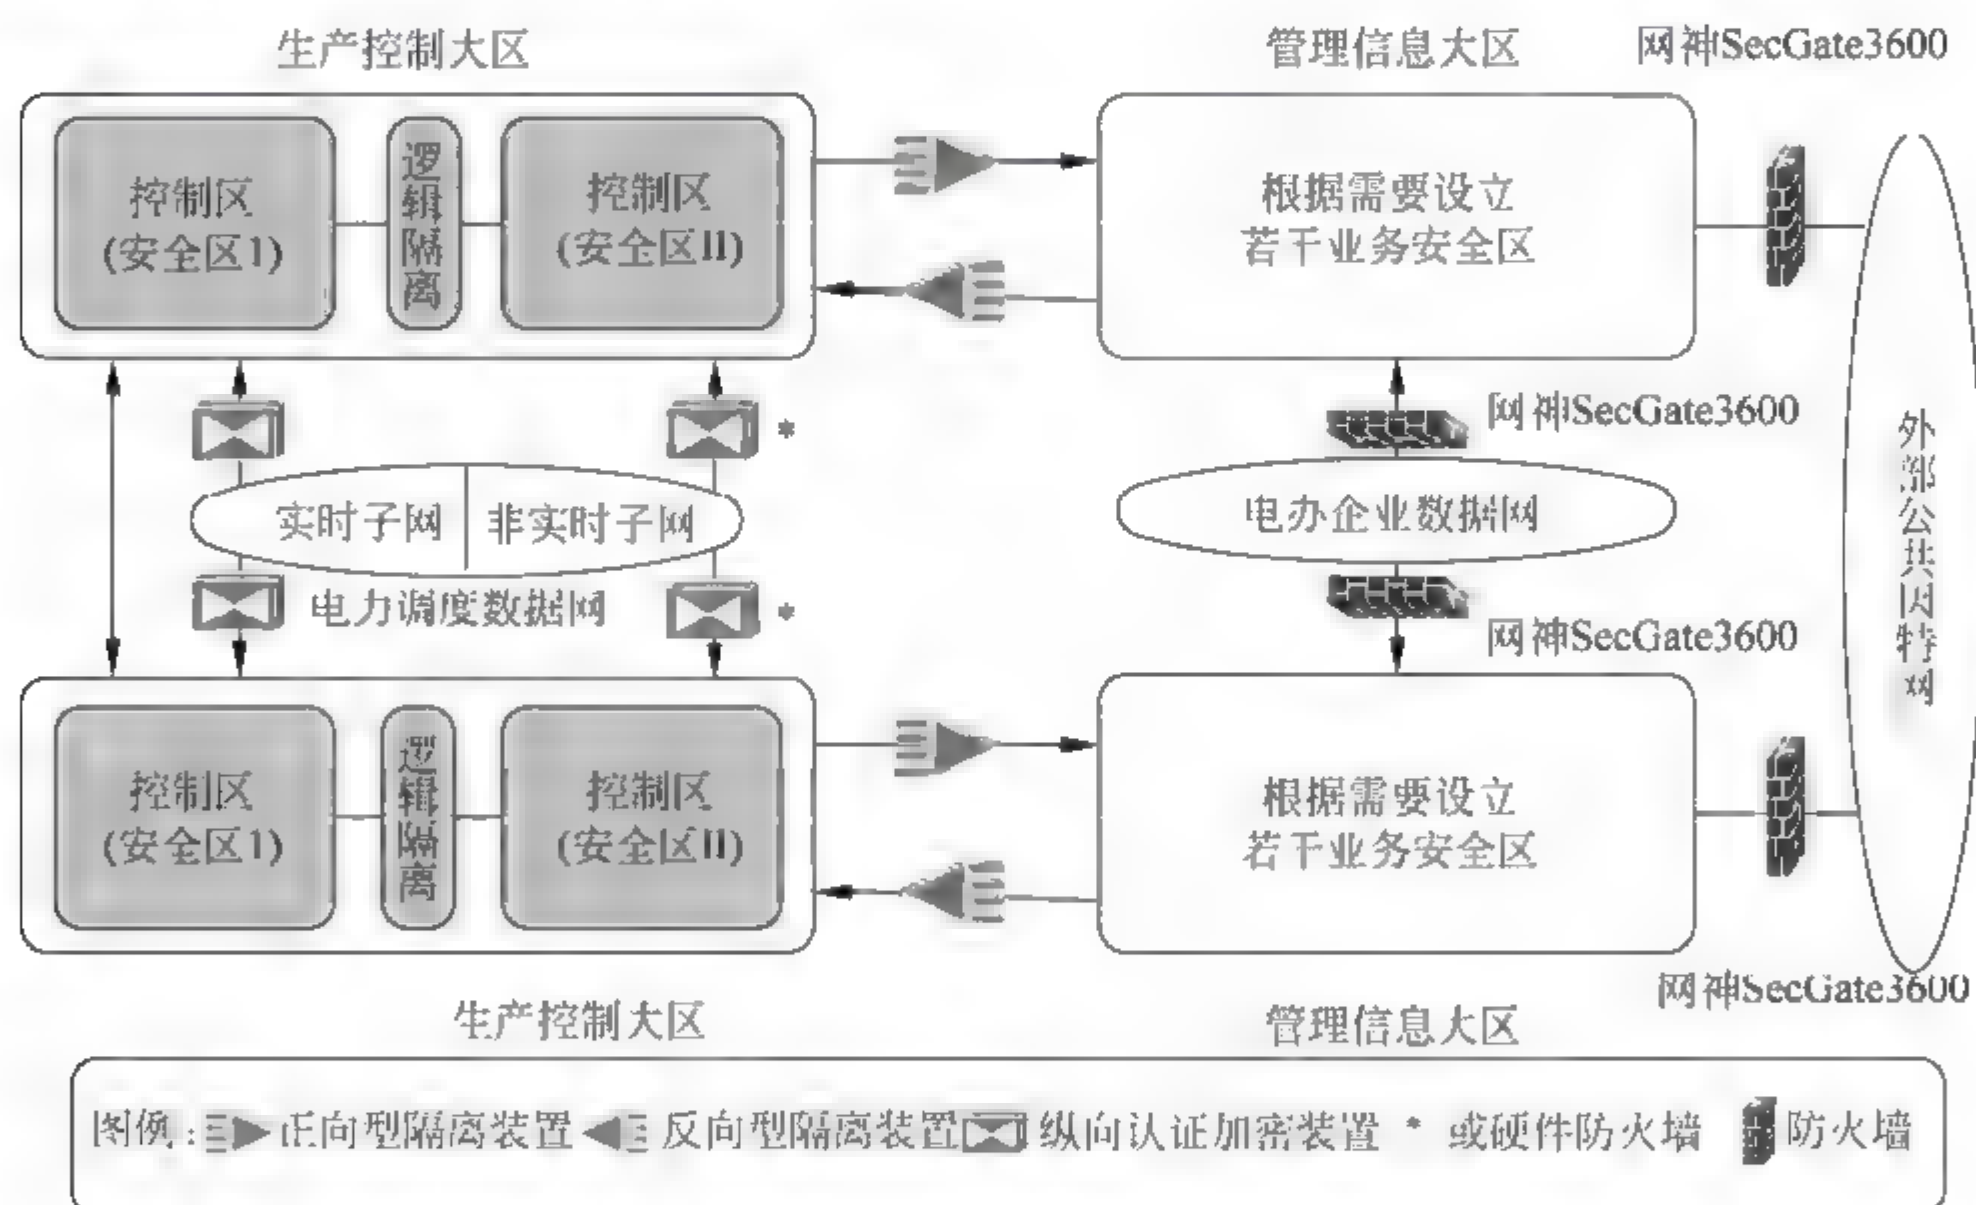 生产控制大区
管理信息大区
网神SecGate3600
控制区
(安全区I)
逻辑隔离
控制区
(安全区II)
根据需要设立
若干业务安全区
网神SecGate3600
实时子网
非实时子网
电力调度数据网
*
*
电办企业数据网
网神SecGate3600
外部公共因特网
控制区
(安全区I)
逻辑隔离
控制区
(安全区II)
根据需要设立
若干业务安全区
网神SecGate3600
生产控制大区
管理信息大区
图例:正向型隔离装置 反向型隔离装置 纵向认证加密装置 * 或硬件防火墙 防火墙